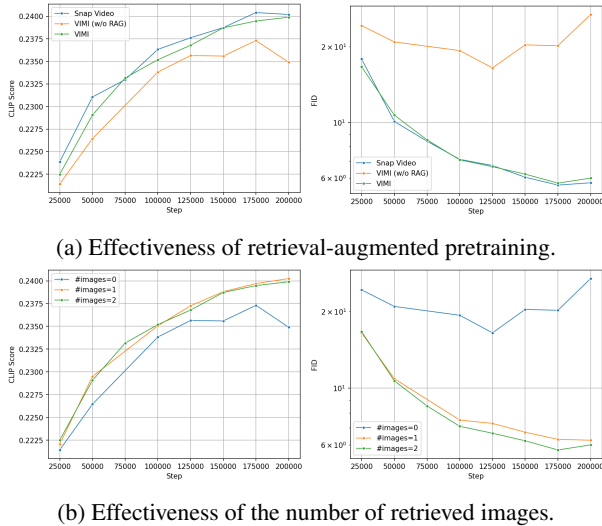 Snap Video
VIMI (w/o RAG)
VIMI
0.2400
0.2375
0.2350
0.2325
0.2300
0.2275
0.2250
0.2225
CLIP Score
25000 50000 75000 100000 125000 150000 175000 200000
Step
2 × 10¹
10¹
6 × 10⁰
FID
Snap Video
VIMI (w/o RAG)
VIMI
25000 50000 75000 100000 125000 150000 175000 200000
Step
(a) Effectiveness of retrieval-augmented pretraining.
#images=0
#images=1
#images=2
0.2400
0.2375
0.2350
0.2325
0.2300
0.2275
0.2250
0.2225
CLIP Score
25000 50000 75000 100000 125000 150000 175000 200000
Step
2 × 10¹
10¹
6 × 10⁰
FID
#images=0
#images=1
#images=2
25000 50000 75000 100000 125000 150000 175000 200000
Step
(b) Effectiveness of the number of retrieved images.